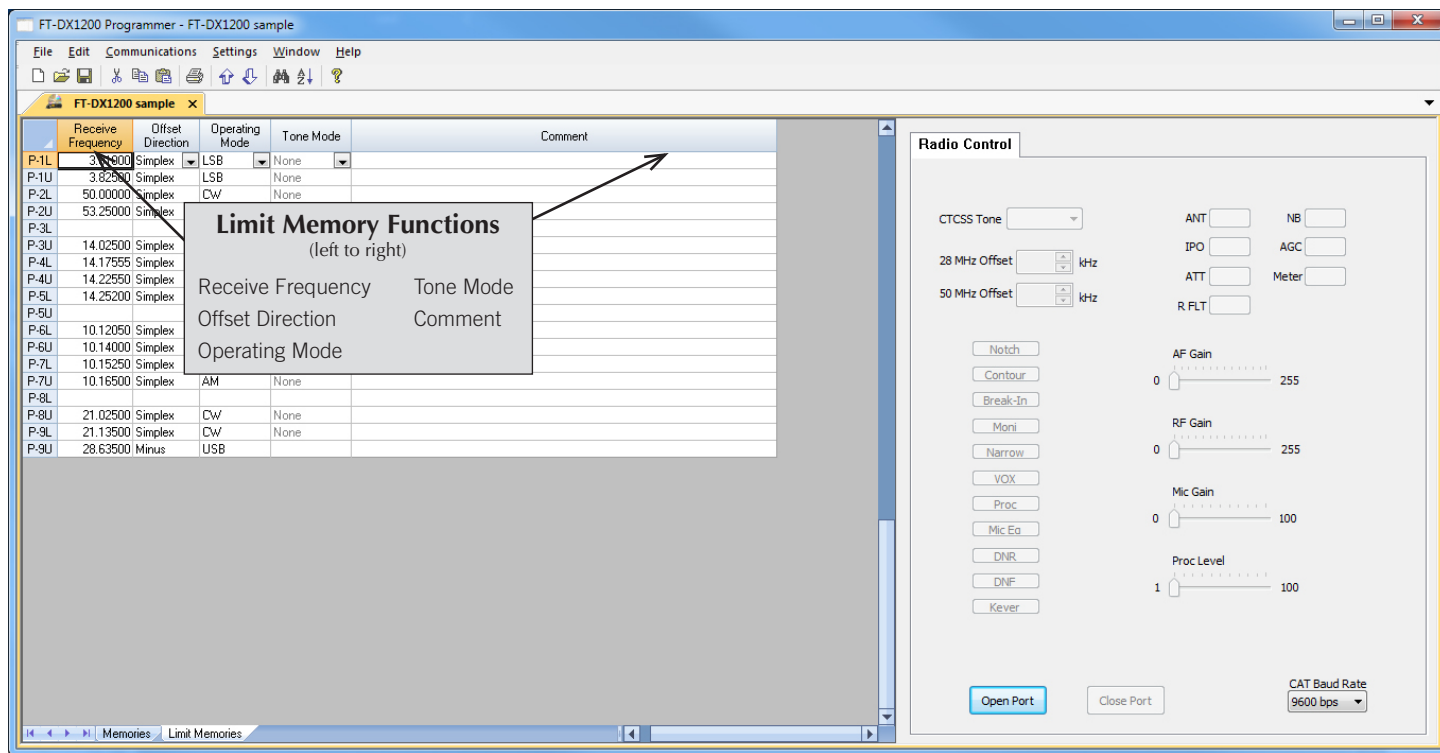 FT-DX1200 Programmer - FT-DX1200 sample
File Edit Communications Settings Window Help
FT-DX1200 sample
Receive Frequency Offset Direction Operating Mode Tone Mode Comment
P-1L Simplex LSB None
P-1U 3.82500 Simplex LSB None
P-2L 50.00000 Simplex CW None
P-2U 53.25000 Simplex
P-3L
P-3U 14.02500 Simplex
P-4L 14.17555 Simplex
P-4U 14.22550 Simplex
P-5L 14.25200 Simplex
P-5U
P-6L 10.12050 Simplex
P-6U 10.14000 Simplex
P-7L 10.15250 Simplex
P-7U 10.16500 Simplex AM None
P-8L
P-8U 21.02500 Simplex CW None
P-9L 21.13500 Simplex CW None
P-9U 28.63500 Minus USB
Limit Memory Functions
(left to right)
Receive Frequency Tone Mode
Offset Direction Comment
Operating Mode
Memories Limit Memories
Radio Control
CTCSS Tone ANT NB
IPO AGC
28 MHz Offset kHz
ATT Meter
50 MHz Offset kHz
R FLT
Notch
Contour
Break-In
Moni
Narrow
VOX
Proc
Mic Eq
DNR
DNF
Keyer
AF Gain
0 255
RF Gain
0 255
Mic Gain
0 100
Proc Level
1 100
Open Port Close Port
CAT Baud Rate
9600 bps